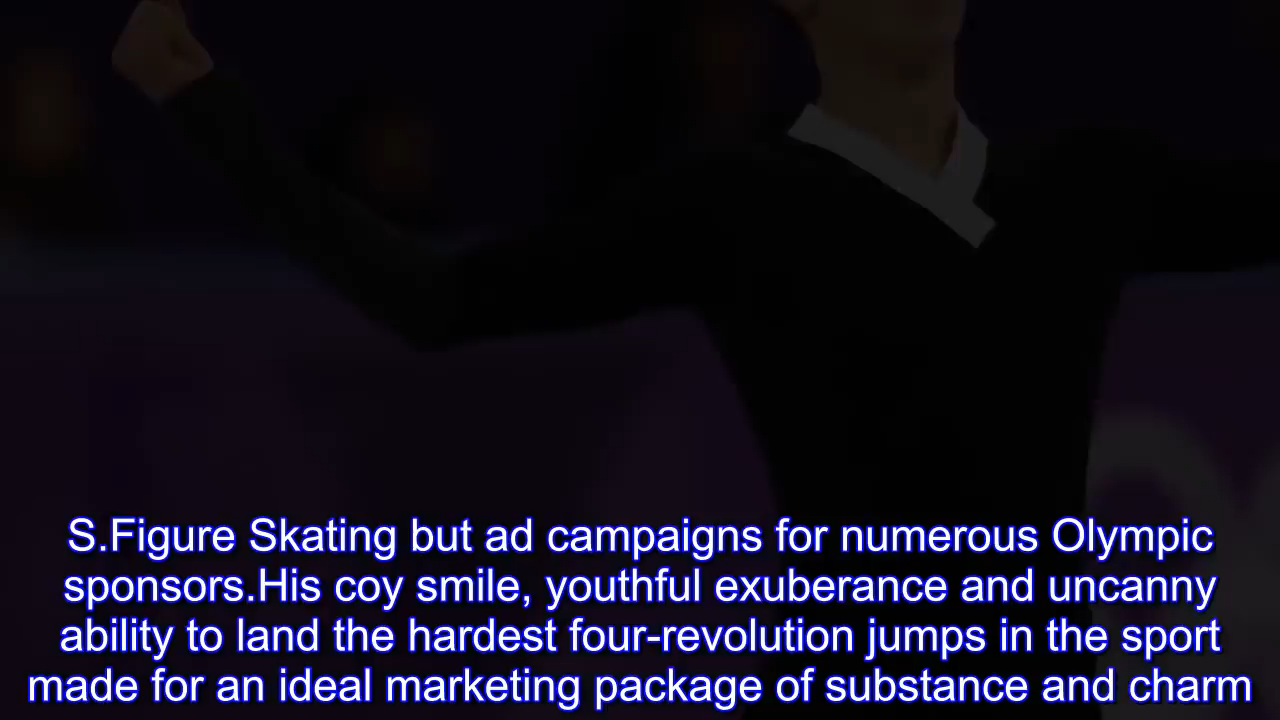 S.Figure Skating but ad campaigns for numerous Olympic
sponsors.His coy smile, youthful exuberance and uncanny
ability to land the hardest four-revolution jumps in the sport
made for an ideal marketing package of substance and charm